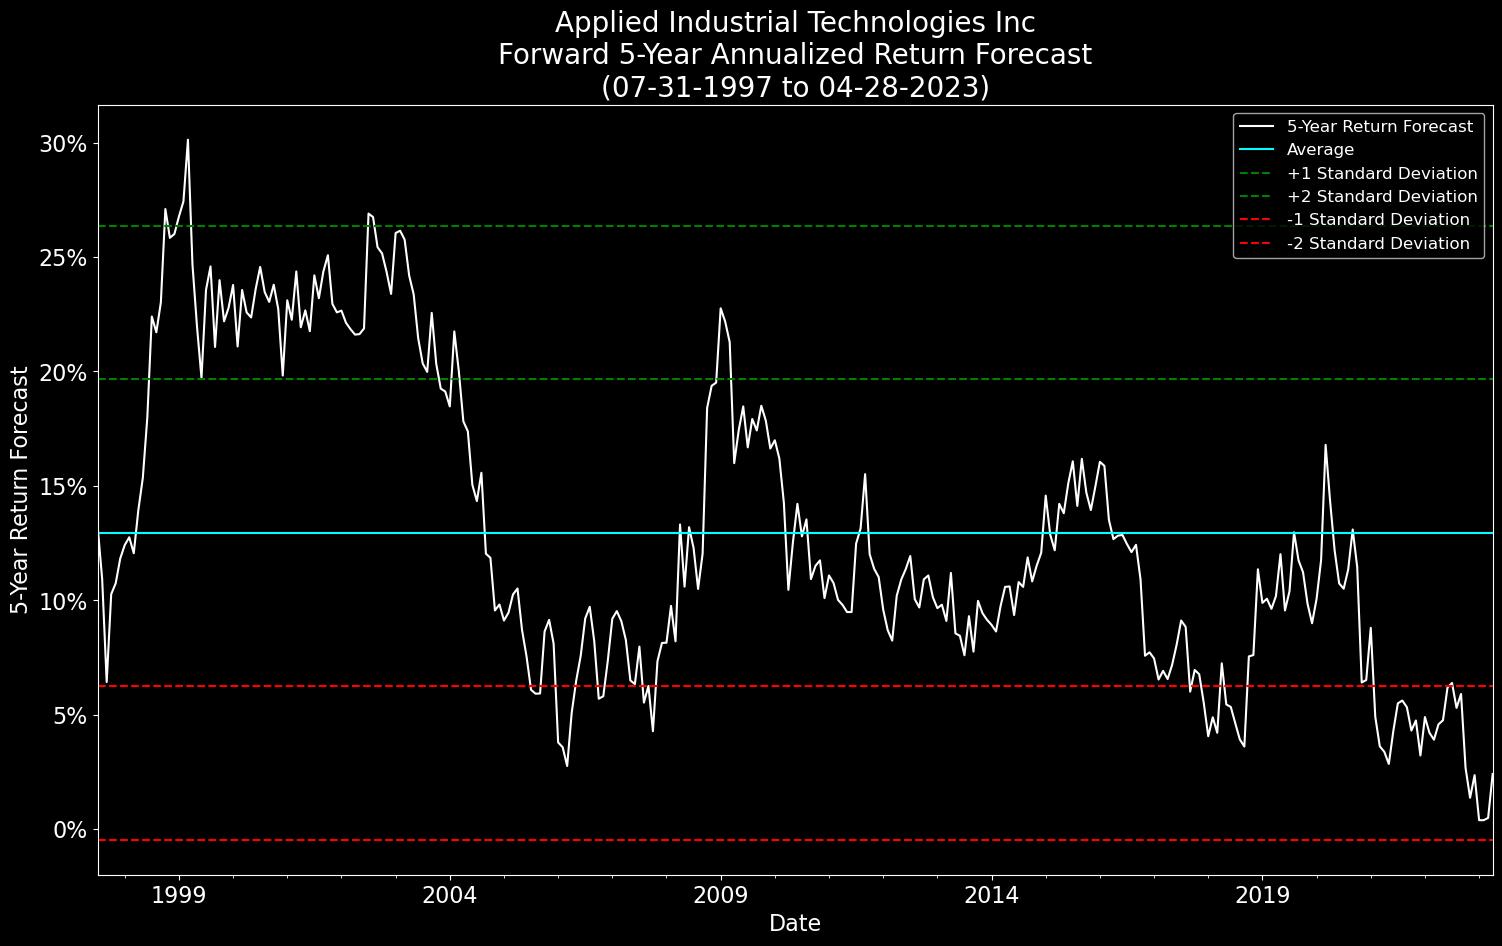 Applied Industrial Technologies Inc
Forward 5-Year Annualized Return Forecast
(07-31-1997 to 04-28-2023)
5-Year Return Forecast
Average
+1 Standard Deviation
+2 Standard Deviation
-1 Standard Deviation
-2 Standard Deviation
5-Year Return Forecast
30%
25%
20%
15%
10%
5%
0%
1999
2004
2009
2014
2019
Date